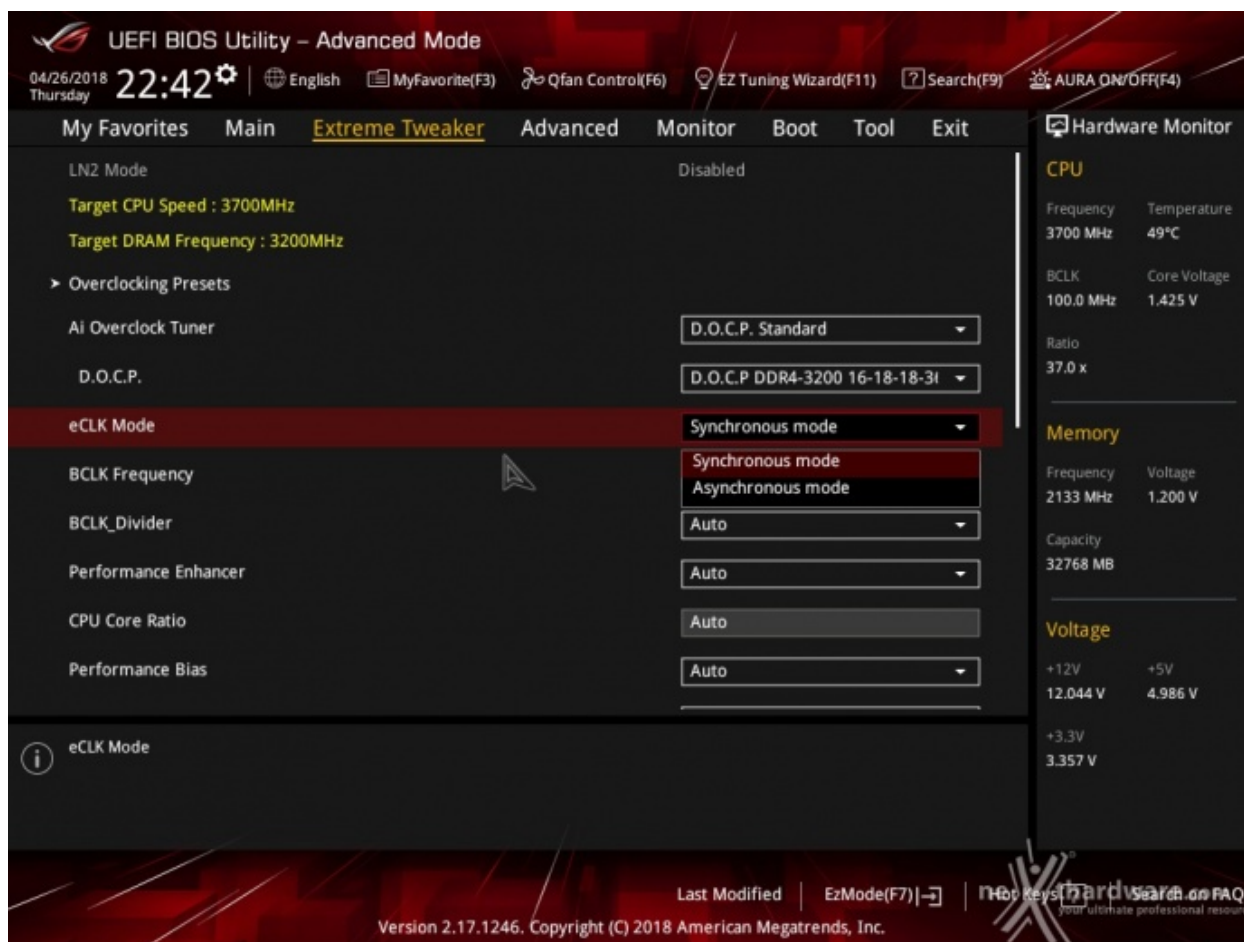 UEFI BIOS Utility – Advanced Mode
04/26/2018 Thursday 22:42 English MyFavorite(F3) Qfan Control(F6) EZ Tuning Wizard(F11) ? Search(F9) AURA ON/OFF(F4)
My Favorites Main Extreme Tweaker Advanced Monitor Boot Tool Exit
LN2 Mode Disabled
Target CPU Speed : 3700MHz
Target DRAM Frequency : 3200MHz
Overclocking Presets
Ai Overclock Tuner D.O.C.P. Standard
D.O.C.P. D.O.C.P DDR4-3200 16-18-18-3
eCLK Mode Synchronous mode
Synchronous mode
Asynchronous mode
BCLK Frequency
BCLK_Divider Auto
Performance Enhancer Auto
CPU Core Ratio Auto
Performance Bias Auto
Hardware Monitor
CPU
Frequency Temperature
3700 MHz 49°C
BCLK Core Voltage
100.0 MHz 1.425 V
Ratio
37.0 x
Memory
Frequency Voltage
2133 MHz 1.200 V
Capacity
32768 MB
Voltage
+12V +5V
12.044 V 4.986 V
+3.3V
3.357 V
i eCLK Mode
Last Modified EzMode(F7) Hot Keys ? Search on FAQ
your ultimate professional
Version 2.17.1246. Copyright (C) 2018 American Megatrends, Inc.